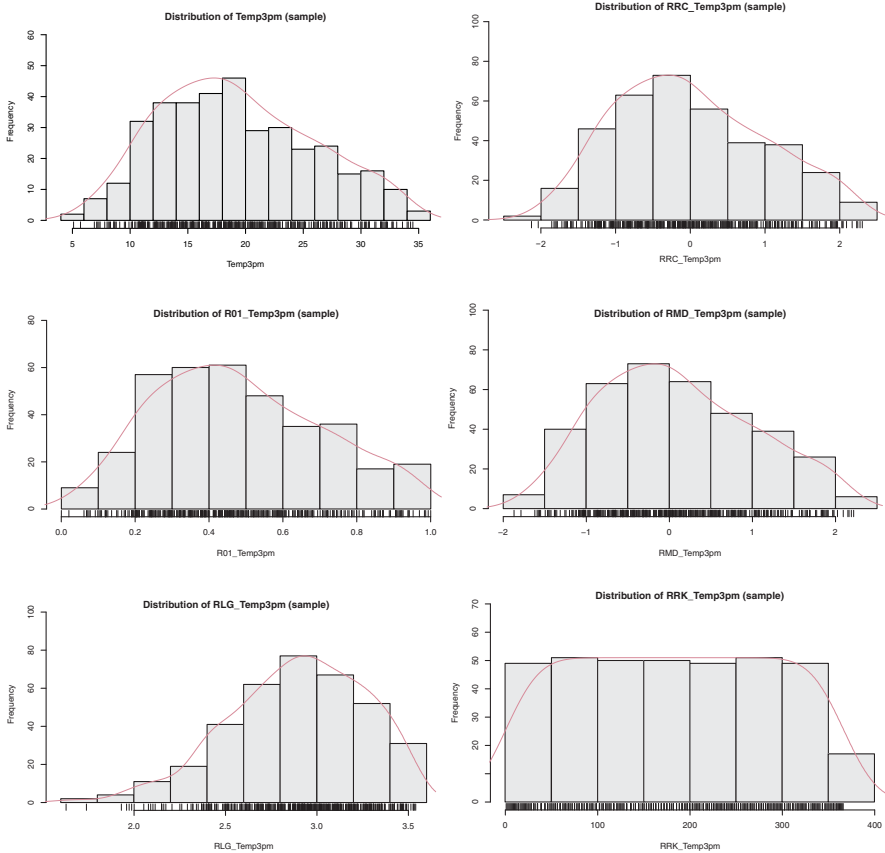 Distribution of Temp3pm (sample)
Frequency
0 10 20 30 40 50 60
5 10 15 20 25 30 35
Temp3pm
Distribution of RRC_Temp3pm (sample)
Frequency
0 20 40 60 80 100
−2 −1 0 1 2
RRC_Temp3pm
Distribution of R01_Temp3pm (sample)
Frequency
0 20 40 60 80
0.0 0.2 0.4 0.6 0.8 1.0
R01_Temp3pm
Distribution of RMD_Temp3pm (sample)
Frequency
0 20 40 60 80 100
−2 −1 0 1 2
RMD_Temp3pm
Distribution of RLG_Temp3pm (sample)
Frequency
0 20 40 60 80 100
2.0 2.5 3.0 3.5
RLG_Temp3pm
Distribution of RRK_Temp3pm (sample)
Frequency
0 10 20 30 40 50 60 70
0 100 200 300 400
RRK_Temp3pm